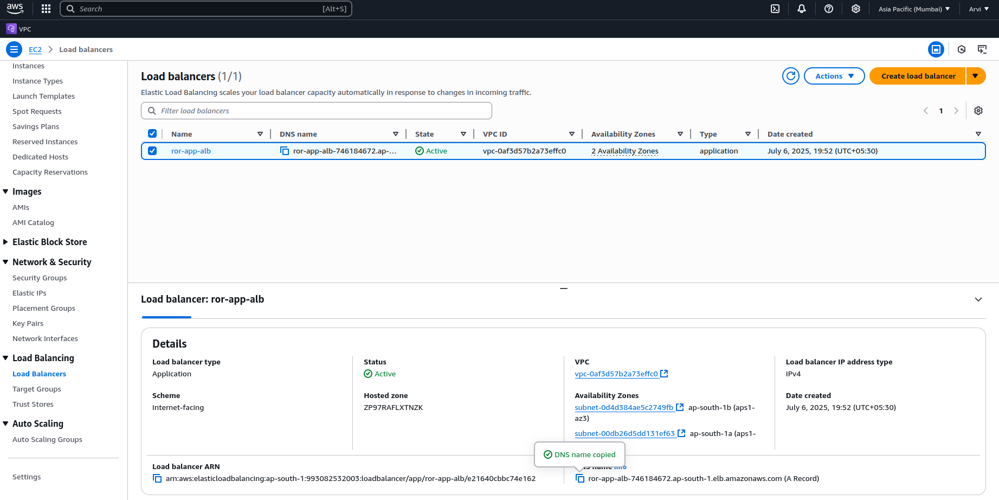 aws
Search [Alt+S]
Asia Pacific (Mumbai)
Arvi
VPC
EC2 Load balancers
Instances
Instance Types
Launch Templates
Spot Requests
Savings Plans
Reserved Instances
Dedicated Hosts
Capacity Reservations
Images
AMIs
AMI Catalog
Elastic Block Store
Network & Security
Security Groups
Elastic IPs
Placement Groups
Key Pairs
Network Interfaces
Load Balancing
Load Balancers
Target Groups
Trust Stores
Auto Scaling
Auto Scaling Groups
Settings
Load balancers (1/1)
Actions
Create load balancer
Elastic Load Balancing scales your load balancer capacity automatically in response to changes in incoming traffic.
Filter load balancers
1
Name DNS name State VPC ID Availability Zones Type Date created
ror-app-alb ror-app-alb-746184672.ap-... Active vpc-0af3d57b2a73effc0 2 Availability Zones application July 6, 2025, 19:52 (UTC+05:30)
Load balancer: ror-app-alb
Details
Load balancer type
Application
Status
Active
VPC
vpc-0af3d57b2a73effc0
Load balancer IP address type
IPv4
Scheme
Internet-facing
Hosted zone
ZP97RAFLXTNZK
Availability Zones
subnet-0d4d384ae5c2749fb ap-south-1b (aps1-
az3)
subnet-00db26d5dd131ef63 ap-south-1a (aps1-
Date created
July 6, 2025, 19:52 (UTC+05:30)
DNS name copied
Load balancer ARN
arn:aws:elasticloadbalancing:ap-south-1:993082532003:loadbalancer/app/ror-app-alb/e21640cbbc74e162
name Info
ror-app-alb-746184672.ap-south-1.elb.amazonaws.com (A Record)